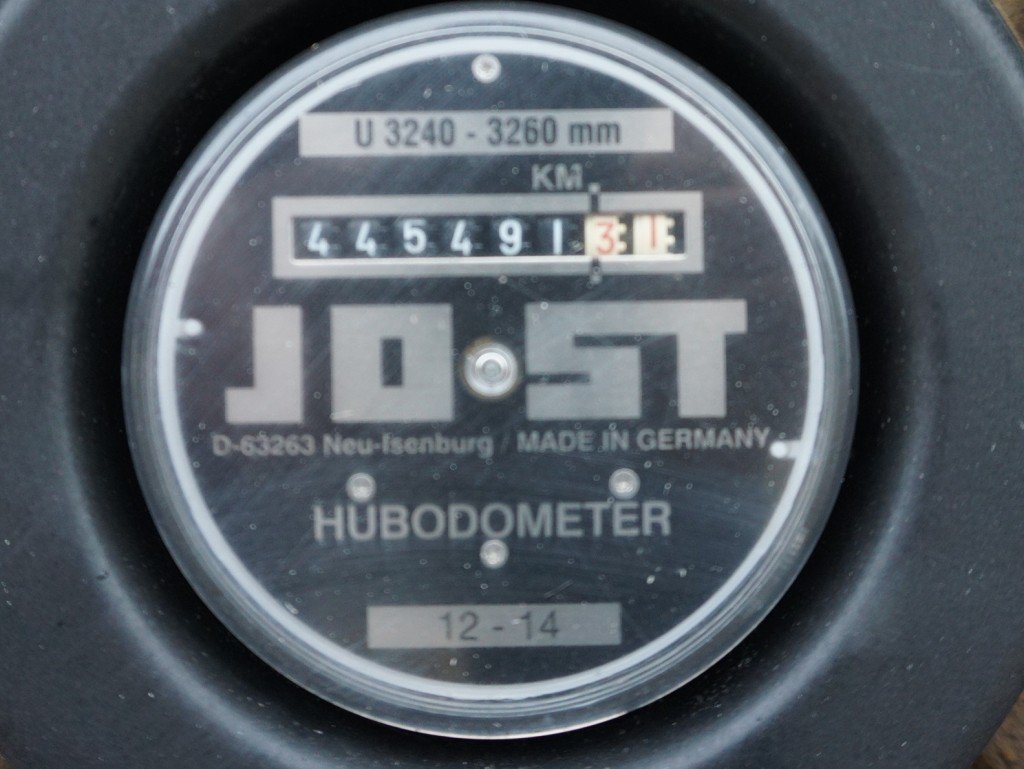 U 3240 - 3260 mm
KM
44549131
JOST
D-63263 Neu-Isenburg MADE IN GERMANY
HUBODOMETER
12 - 14